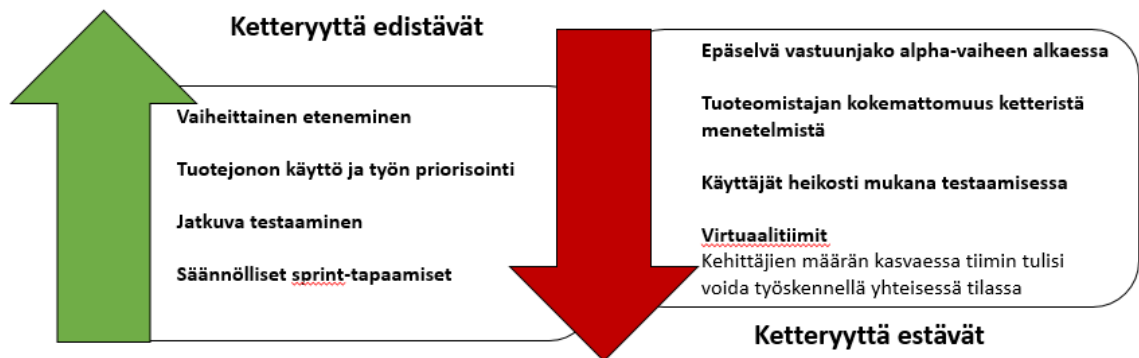 Ketteryyttä edistävät
Vaiheittainen eteneminen
Tuotejonon käyttö ja työn priorisointi
Jatkuva testaaminen
Säännölliset sprint-tapaamiset
Epäselvä vastuunjako alpha-vaiheen alkaessa
Tuoteomistajan kokemattomuus ketteristä
menetelmistä
Käyttäjät heikosti mukana testaamisessa
Virtuaalitiimit
Kehittäjien määrän kasvaessa tiimin tulisi
voida työskennellä yhteisessä tilassa
Ketteryyttä estävät